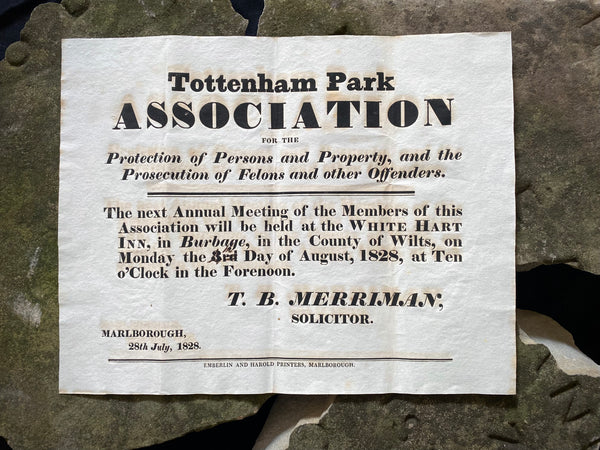 Tottenham Park
ASSOCIATION
FOR THE
Protection of Persons and Property, and the
Prosecution of Felons and other Offenders.
The next Annual Meeting of the Members of this
Association will be held at the WHITE HART
INN, in Burbage, in the County of Wilts, on
Monday the Day of August, 1828, at Ten
o'Clock in the Forenoon.
T. B. MERRIMAN,
SOLICITOR.
MARLBOROUGH,
28th July, 1828.
EMBERLIN AND HAROLD PRINTERS, MARLBOROUGH.